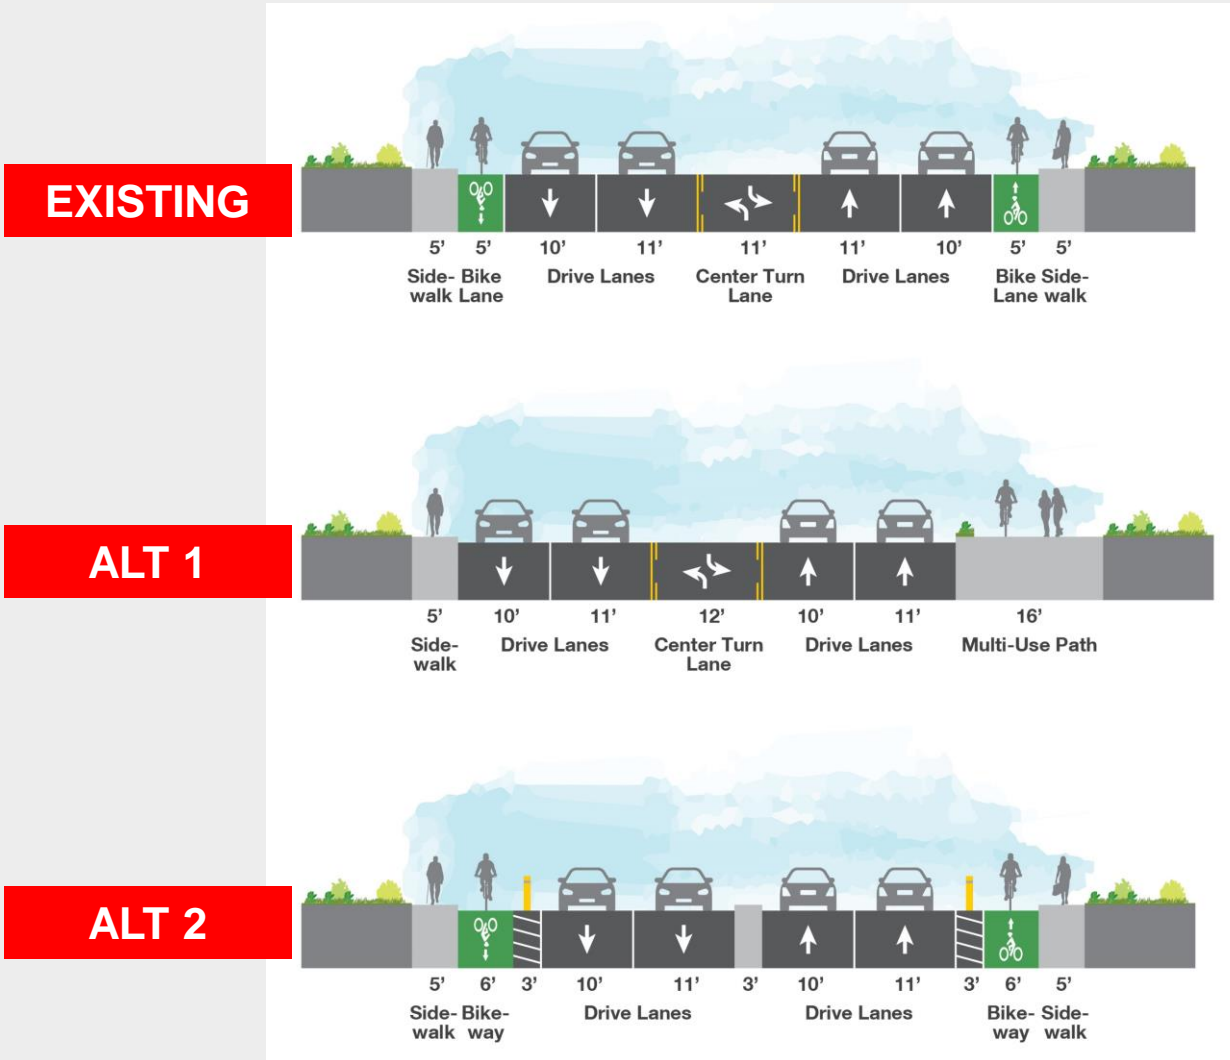 EXISTING
5' 5' 10' 11' 11' 11' 10' 5' 5'
Side- Bike Drive Lanes Center Turn Drive Lanes Bike Side-
walk Lane Lane Lane walk
ALT 1
5' 10' 11' 12' 10' 11' 16'
Side- Drive Lanes Center Turn Drive Lanes Multi-Use Path
walk Lane
ALT 2
5' 6' 3' 10' 11' 3' 10' 11' 3' 6' 5'
Side- Bike- Drive Lanes Drive Lanes Bike- Side-
walk way way walk